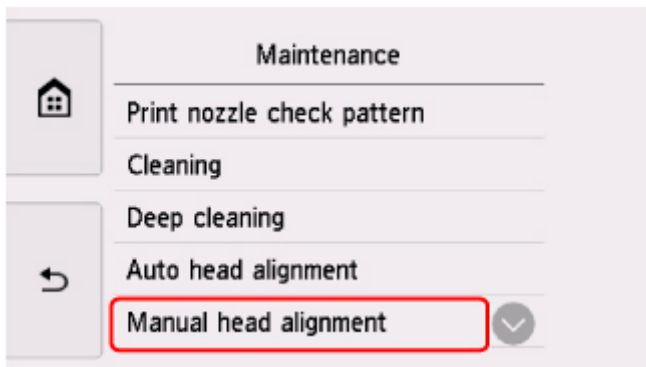 Maintenance
Print nozzle check pattern
Cleaning
Deep cleaning
Auto head alignment
Manual head alignment